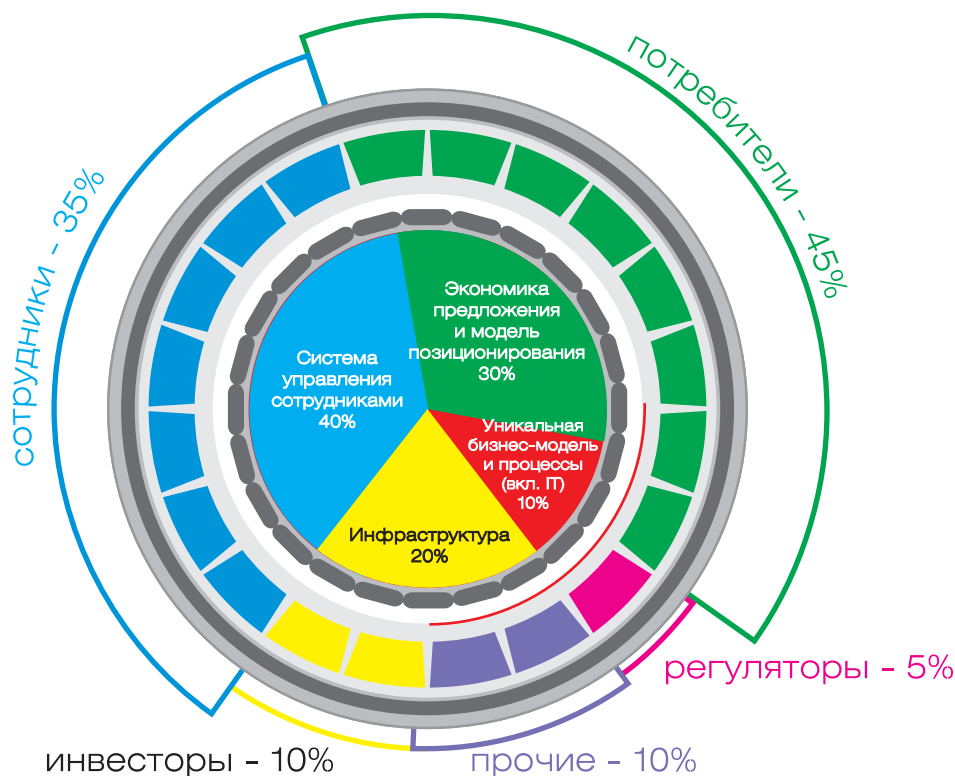 потребители - 45%
сотрудники - 35%
Экономика
предложения
и модель
позиционирования
30%
Система
управления
сотрудниками
40%
Уникальная
бизнес-модель
и процессы
(вкл. IT)
10%
Инфраструктура
20%
регуляторы - 5%
инвесторы - 10%
прочие - 10%